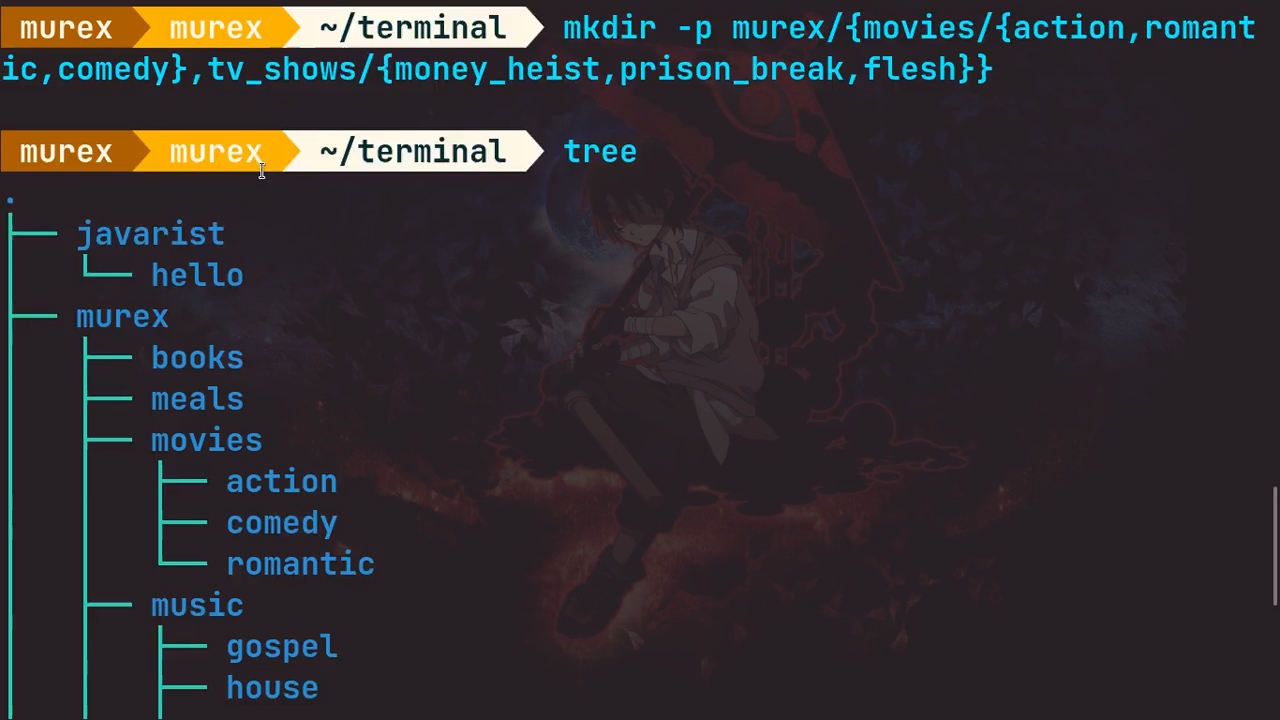 murex murex ~/terminal mkdir -p murex/{movies/{action,romant
ic,comedy},tv_shows/{money_heist,prison_break,flesh}}
murex murex ~/terminal tree
.
├── javarist
│   └── hello
├── murex
│   ├── books
│   ├── meals
│   ├── movies
│   │   ├── action
│   │   ├── comedy
│   │   └── romantic
│   ├── music
│   │   ├── gospel
│   │   ├── house